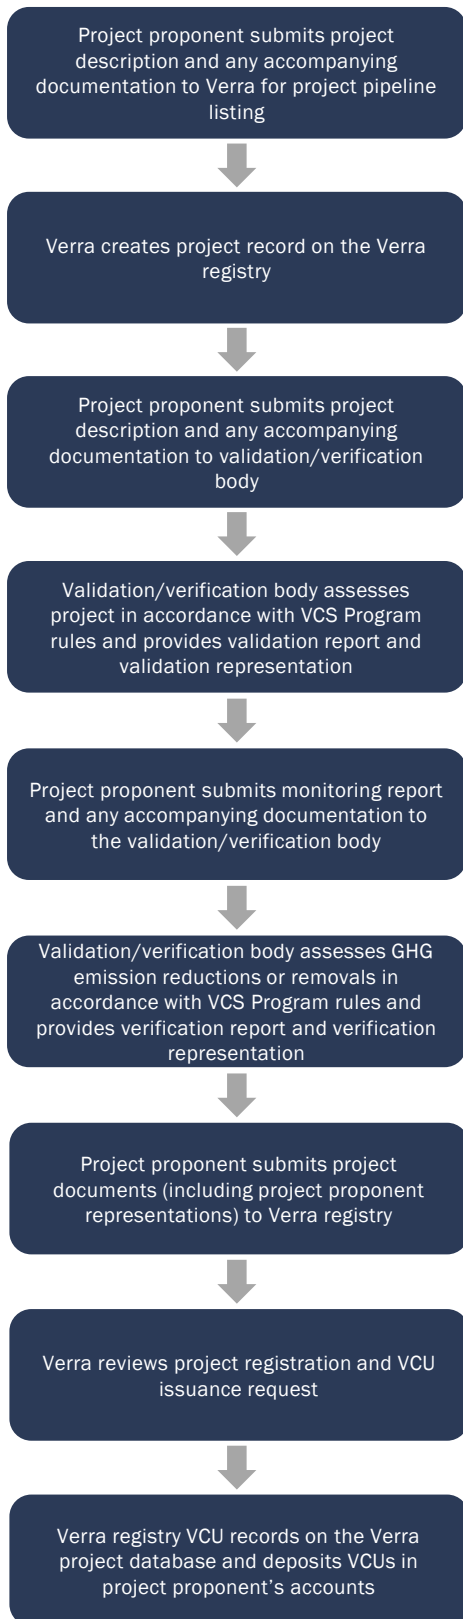 Project proponent submits project
description and any accompanying
documentation to Verra for project pipeline
listing
Verra creates project record on the Verra
registry
Project proponent submits project
description and any accompanying
documentation to validation/verification
body
Validation/verification body assesses
project in accordance with VCS Program
rules and provides validation report and
validation representation
Project proponent submits monitoring report
and any accompanying documentation to
the validation/verification body
Validation/verification body assesses GHG
emission reductions or removals in
accordance with VCS Program rules and
provides verification report and verification
representation
Project proponent submits project
documents (including project proponent
representations) to Verra registry
Verra reviews project registration and VCU
issuance request
Verra registry VCU records on the Verra
project database and deposits VCUs in
project proponent’s accounts